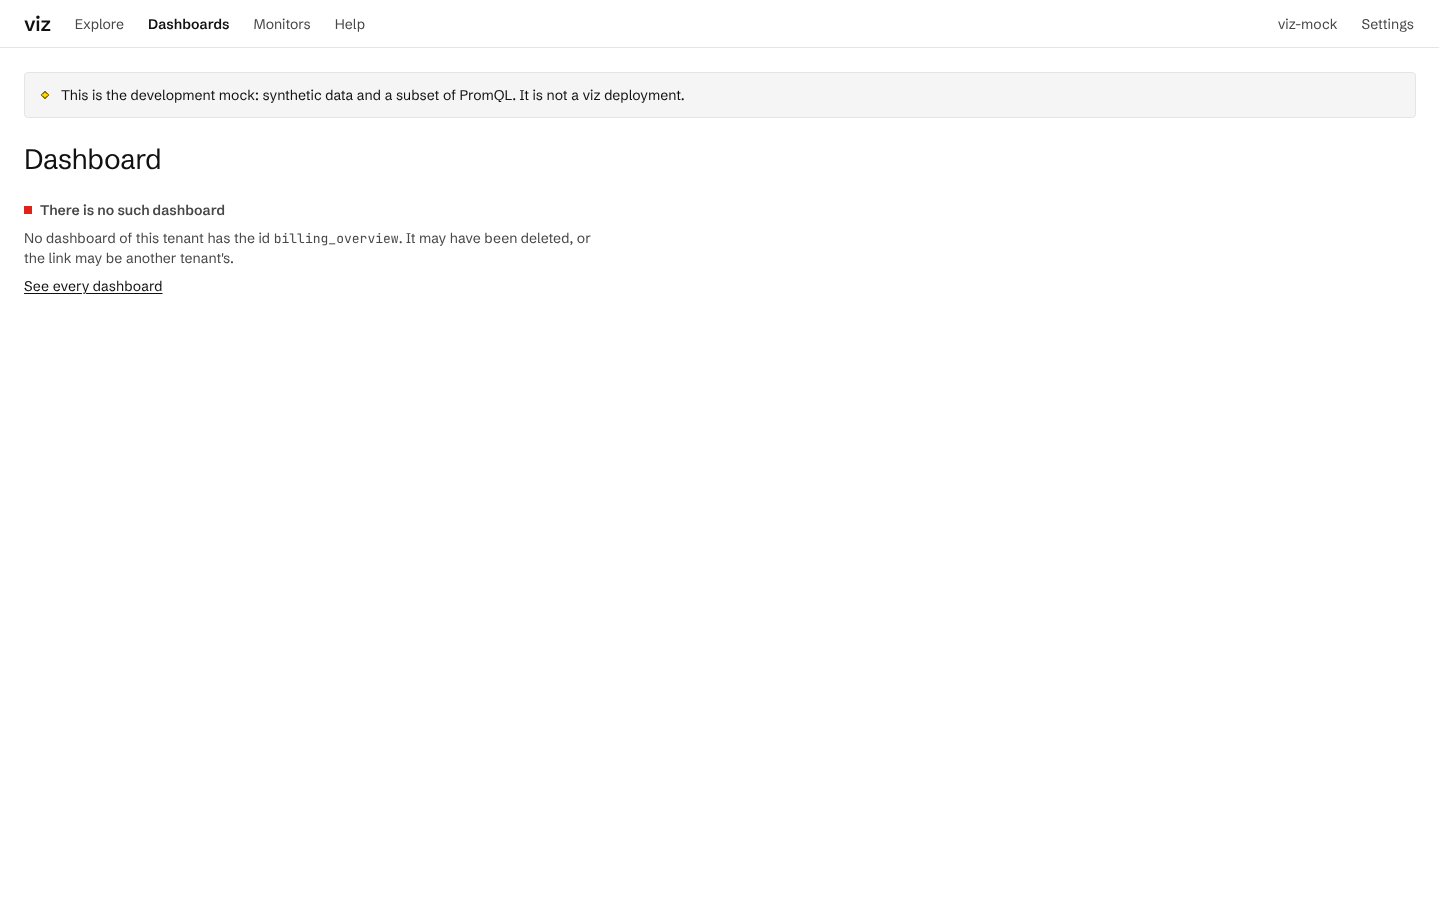 viz Explore Dashboards Monitors Help viz-mock Settings
This is the development mock: synthetic data and a subset of PromQL. It is not a viz deployment.
Dashboard
There is no such dashboard
No dashboard of this tenant has the id billing_overview. It may have been deleted, or
the link may be another tenant's.
See every dashboard